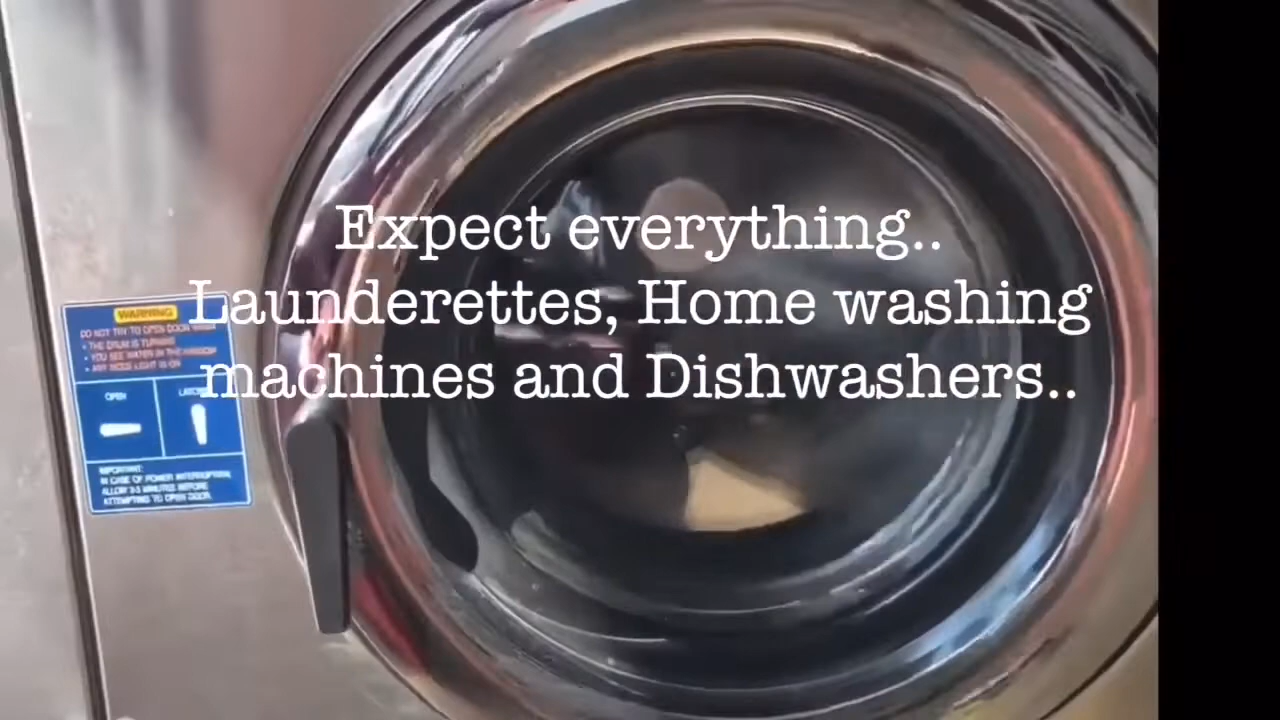 Expect everything..
Launderettes, Home washing
machines and Dishwashers..
WARNING
DO NOT TRY TO OPEN DOOR WHEN
• THE DRUM IS TURNING
• YOU SEE WATER IN THE WINDOW
• ANY RED LIGHT IS ON
OPEN
IMPORTANT:
IN CASE OF POWER INTERRUPTION,
ALLOW 2-3 MINUTES BEFORE
ATTEMPTING TO OPEN DOOR.